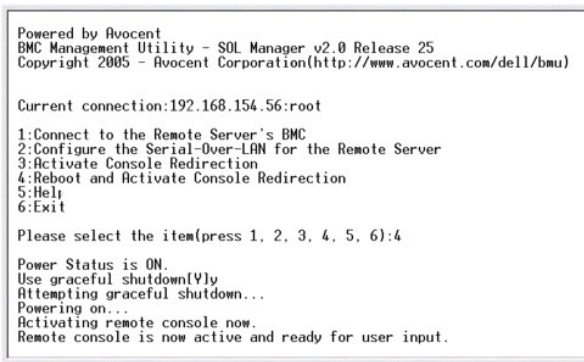 Powered by Avocent
BMC Management Utility - SOL Manager v2.0 Release 25
Copyright 2005 - Avocent Corporation(http://www.avocent.com/dell/bmu)
Current connection:192.168.154.56:root
1:Connect to the Remote Server's BMC
2:Configure the Serial-Over-LAN for the Remote Server
3:Activate Console Redirection
4:Reboot and Activate Console Redirection
5:Help
6:Exit
Please select the item(press 1, 2, 3, 4, 5, 6):4
Power Status is ON.
Use graceful shutdown[Y]y
Attempting graceful shutdown...
Powering on...
Activating remote console now.
Remote console is now active and ready for user input.